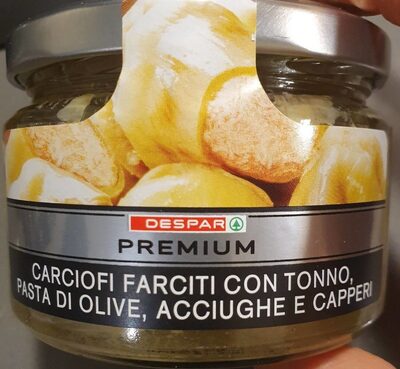 DESPAR
PREMIUM
CARCIOFI FARCITI CON TONNO,
PASTA DI OLIVE, ACCIUGHE E CAPPERI